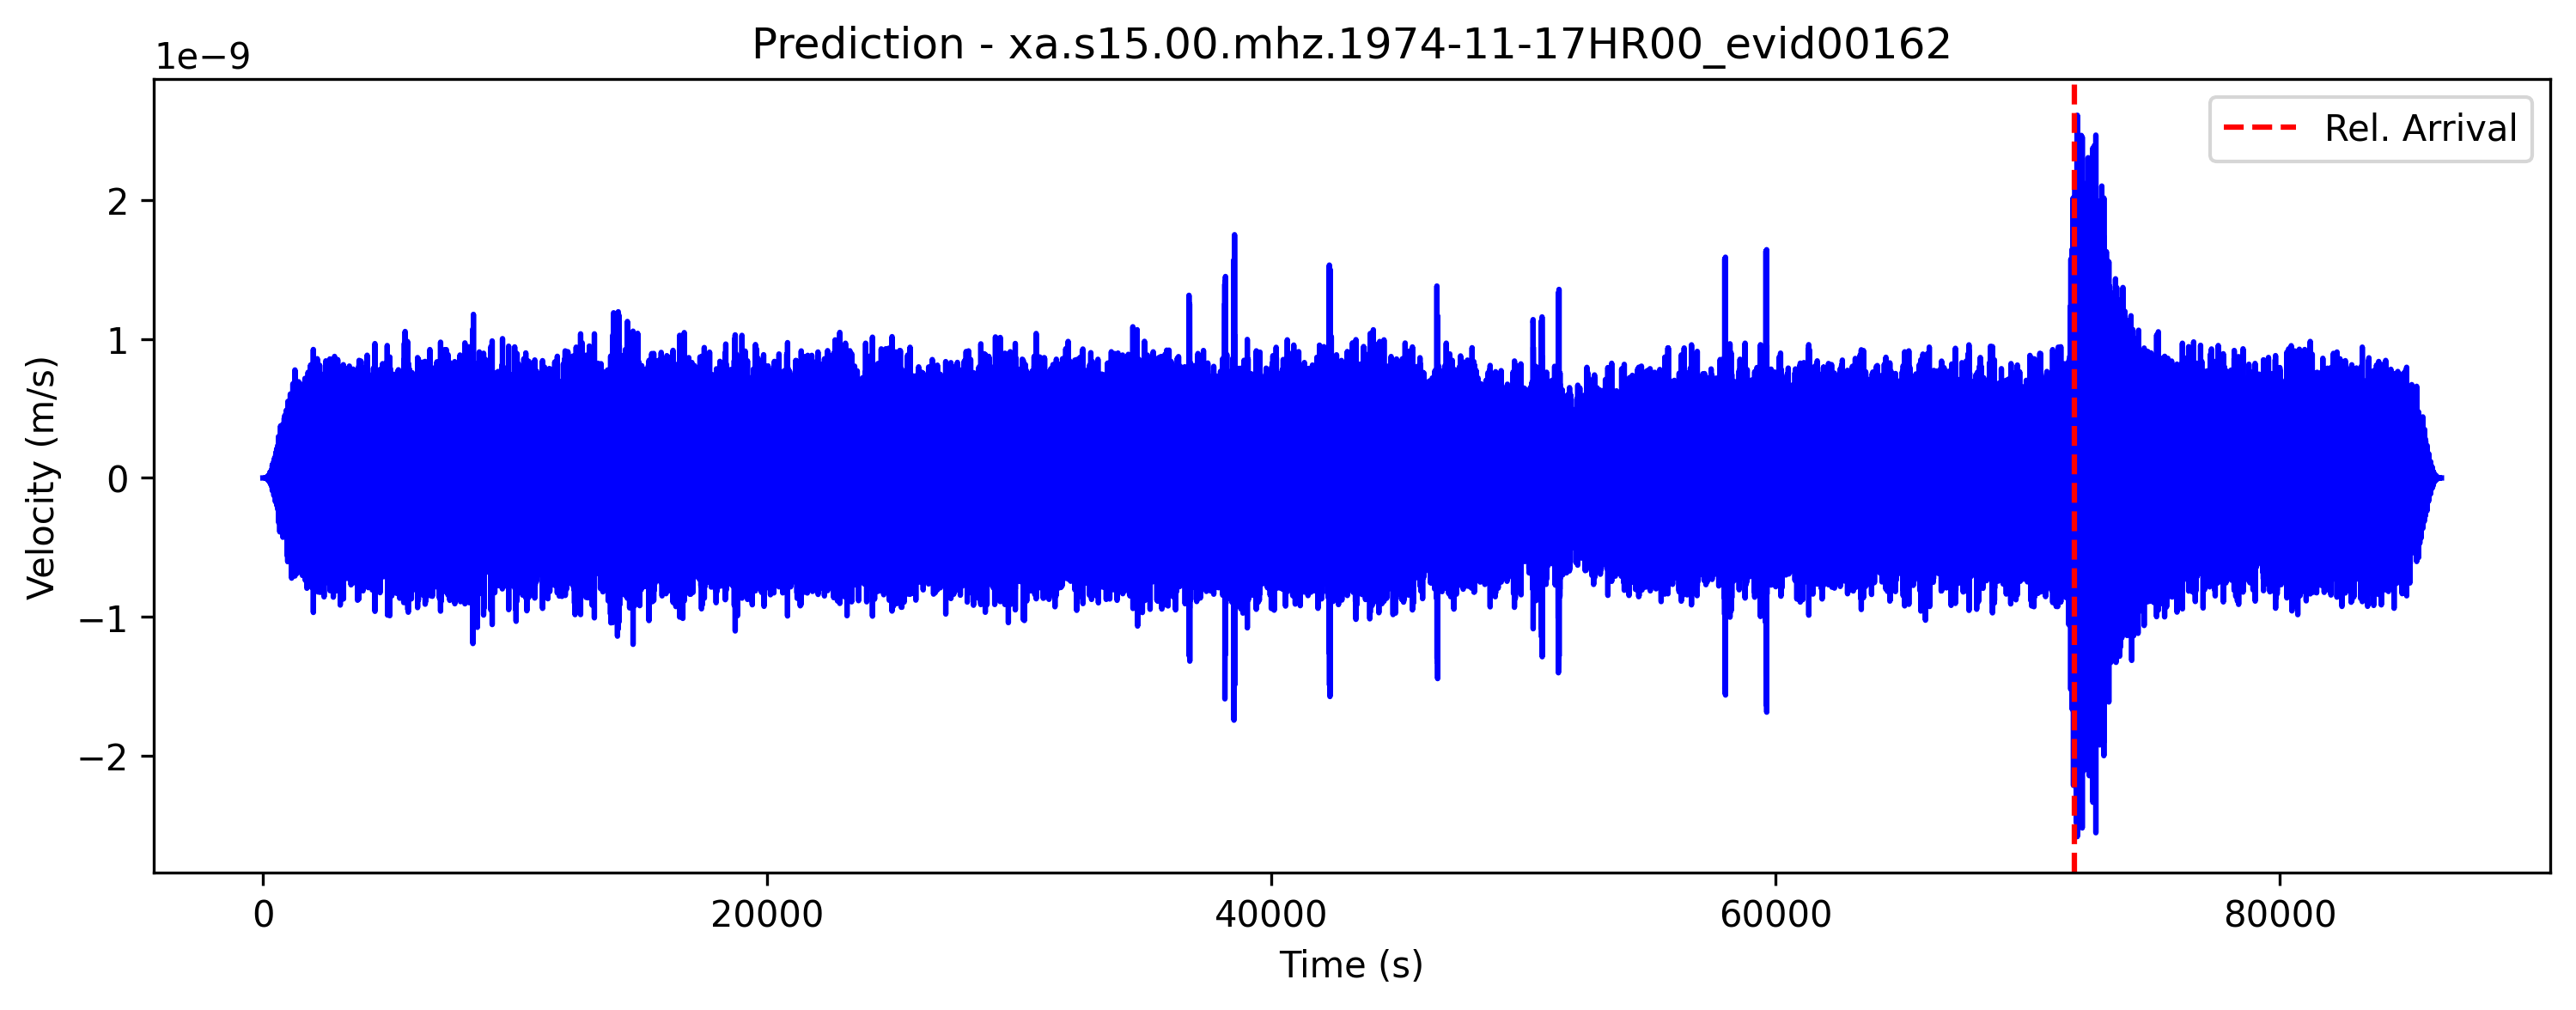 Prediction - xa.s15.00.mhz.1974-11-17HR00_evid00162
1e−9
Rel. Arrival
2
1
0
−1
−2
Velocity (m/s)
0 20000 40000 60000 80000
Time (s)